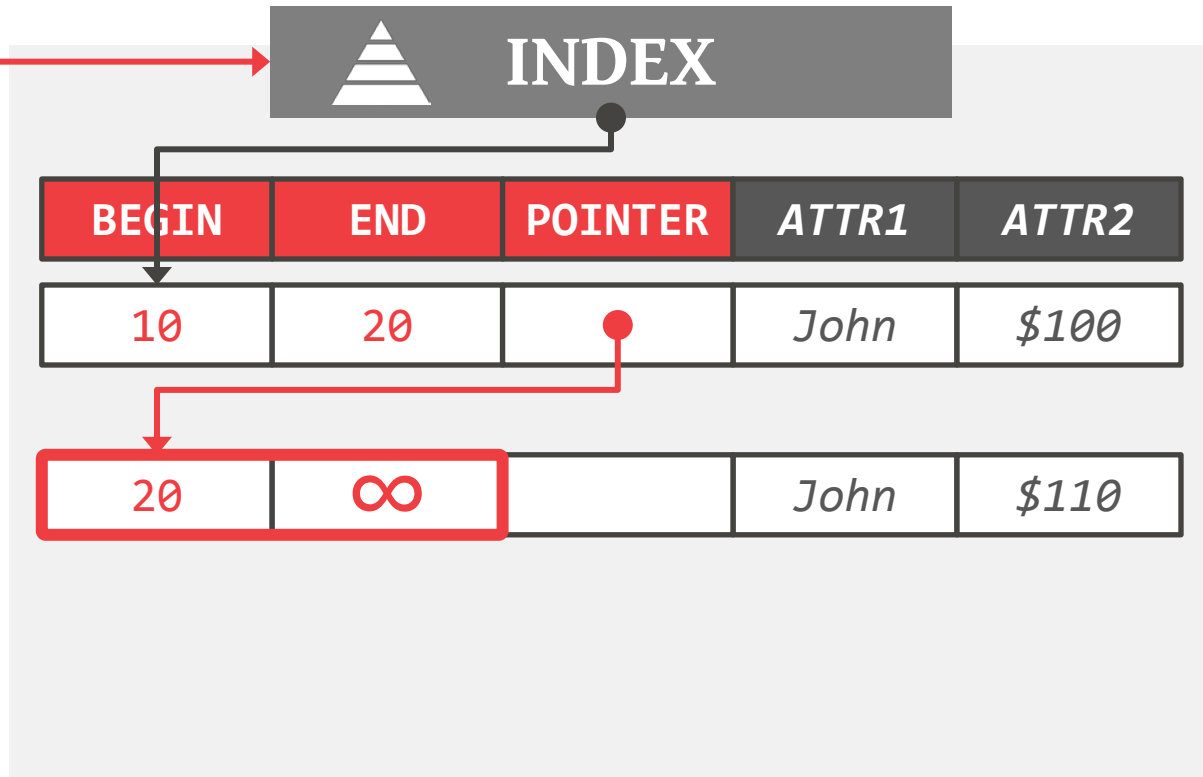 INDEX
BEGIN END POINTER ATTR1 ATTR2
10 20 John $100
20 ∞ John $110